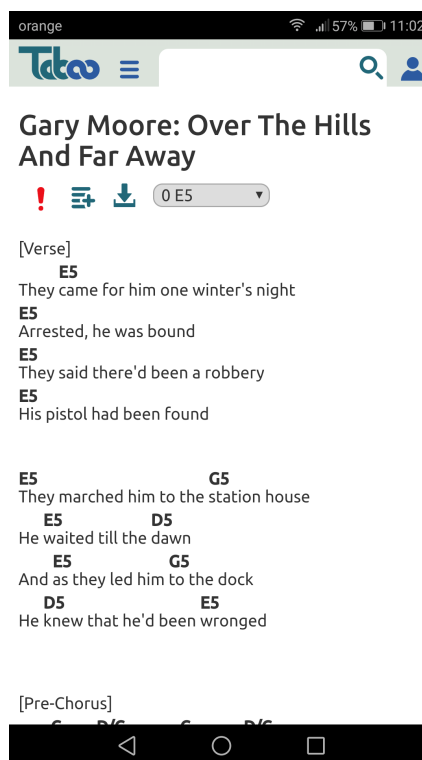 orange 57% 11:02
Taboo
Gary Moore: Over The Hills
And Far Away
0 E5
[Verse]
E5
They came for him one winter's night
E5
Arrested, he was bound
E5
They said there'd been a robbery
E5
His pistol had been found
E5 G5
They marched him to the station house
E5 D5
He waited till the dawn
E5 G5
And as they led him to the dock
D5 E5
He knew that he'd been wronged
[Pre-Chorus]